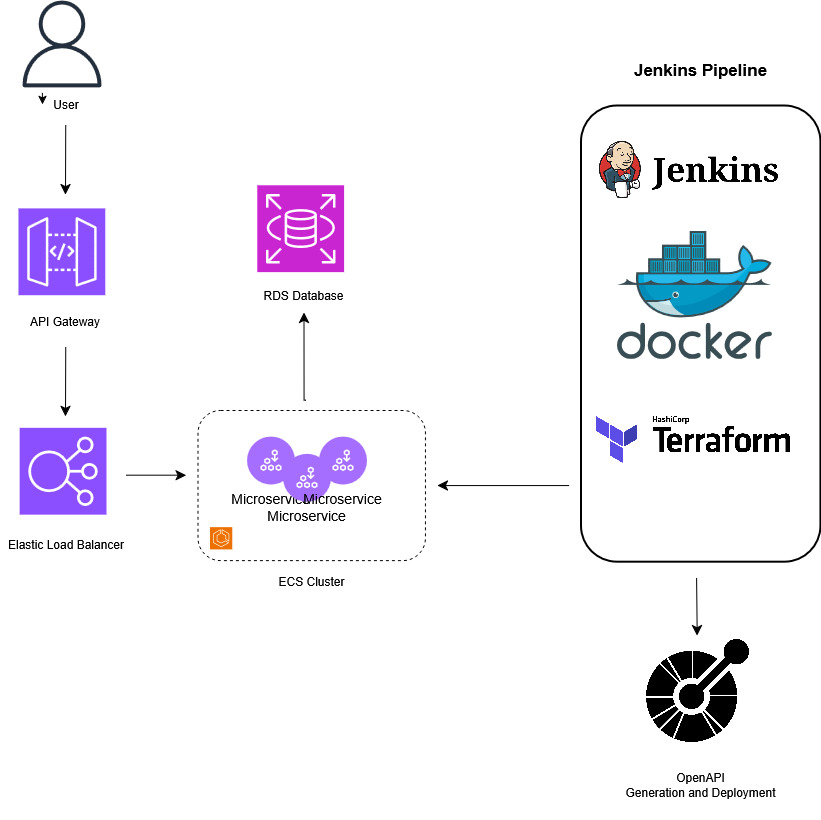 User
API Gateway
Elastic Load Balancer
RDS Database
Microservice
Microservice
Microservice
ECS Cluster
Jenkins Pipeline
Jenkins
docker
HashiCorp
Terraform
OpenAPI
Generation and Deployment